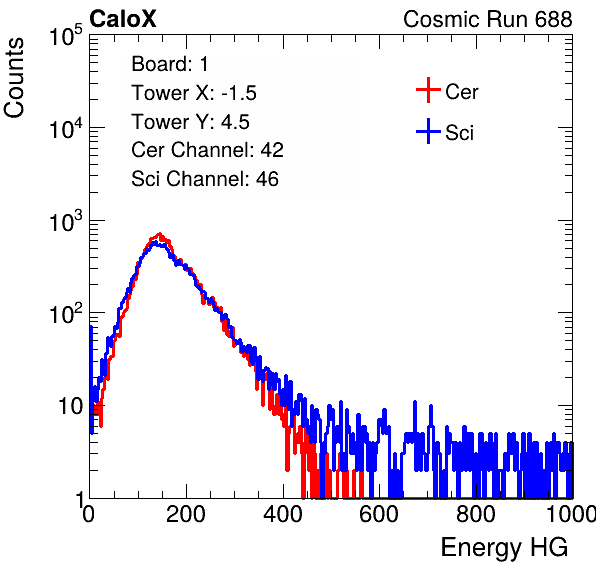 CaloX Cosmic Run 688
Counts
10^5
10^4
10^3
10^2
10
1
Board: 1
Tower X: -1.5
Tower Y: 4.5
Cer Channel: 42
Sci Channel: 46
Cer
Sci
0 200 400 600 800 1000
Energy HG